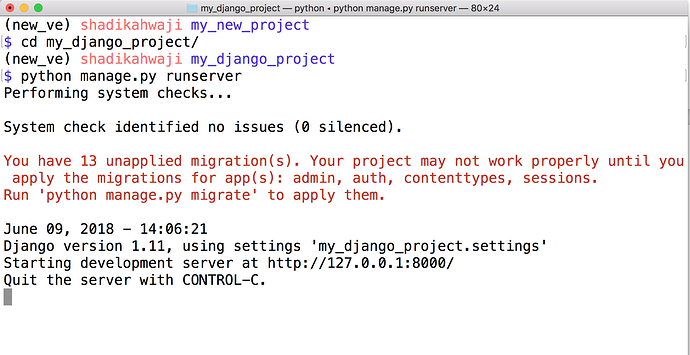 my_django_project — python • python manage.py runserver — 80×24
(new_ve) shadikahwaji my_new_project
$ cd my_django_project/
(new_ve) shadikahwaji my_django_project
$ python manage.py runserver
Performing system checks...
System check identified no issues (0 silenced).
You have 13 unapplied migration(s). Your project may not work properly until you
apply the migrations for app(s): admin, auth, contenttypes, sessions.
Run 'python manage.py migrate' to apply them.
June 09, 2018 - 14:06:21
Django version 1.11, using settings 'my_django_project.settings'
Starting development server at http://127.0.0.1:8000/
Quit the server with CONTROL-C.